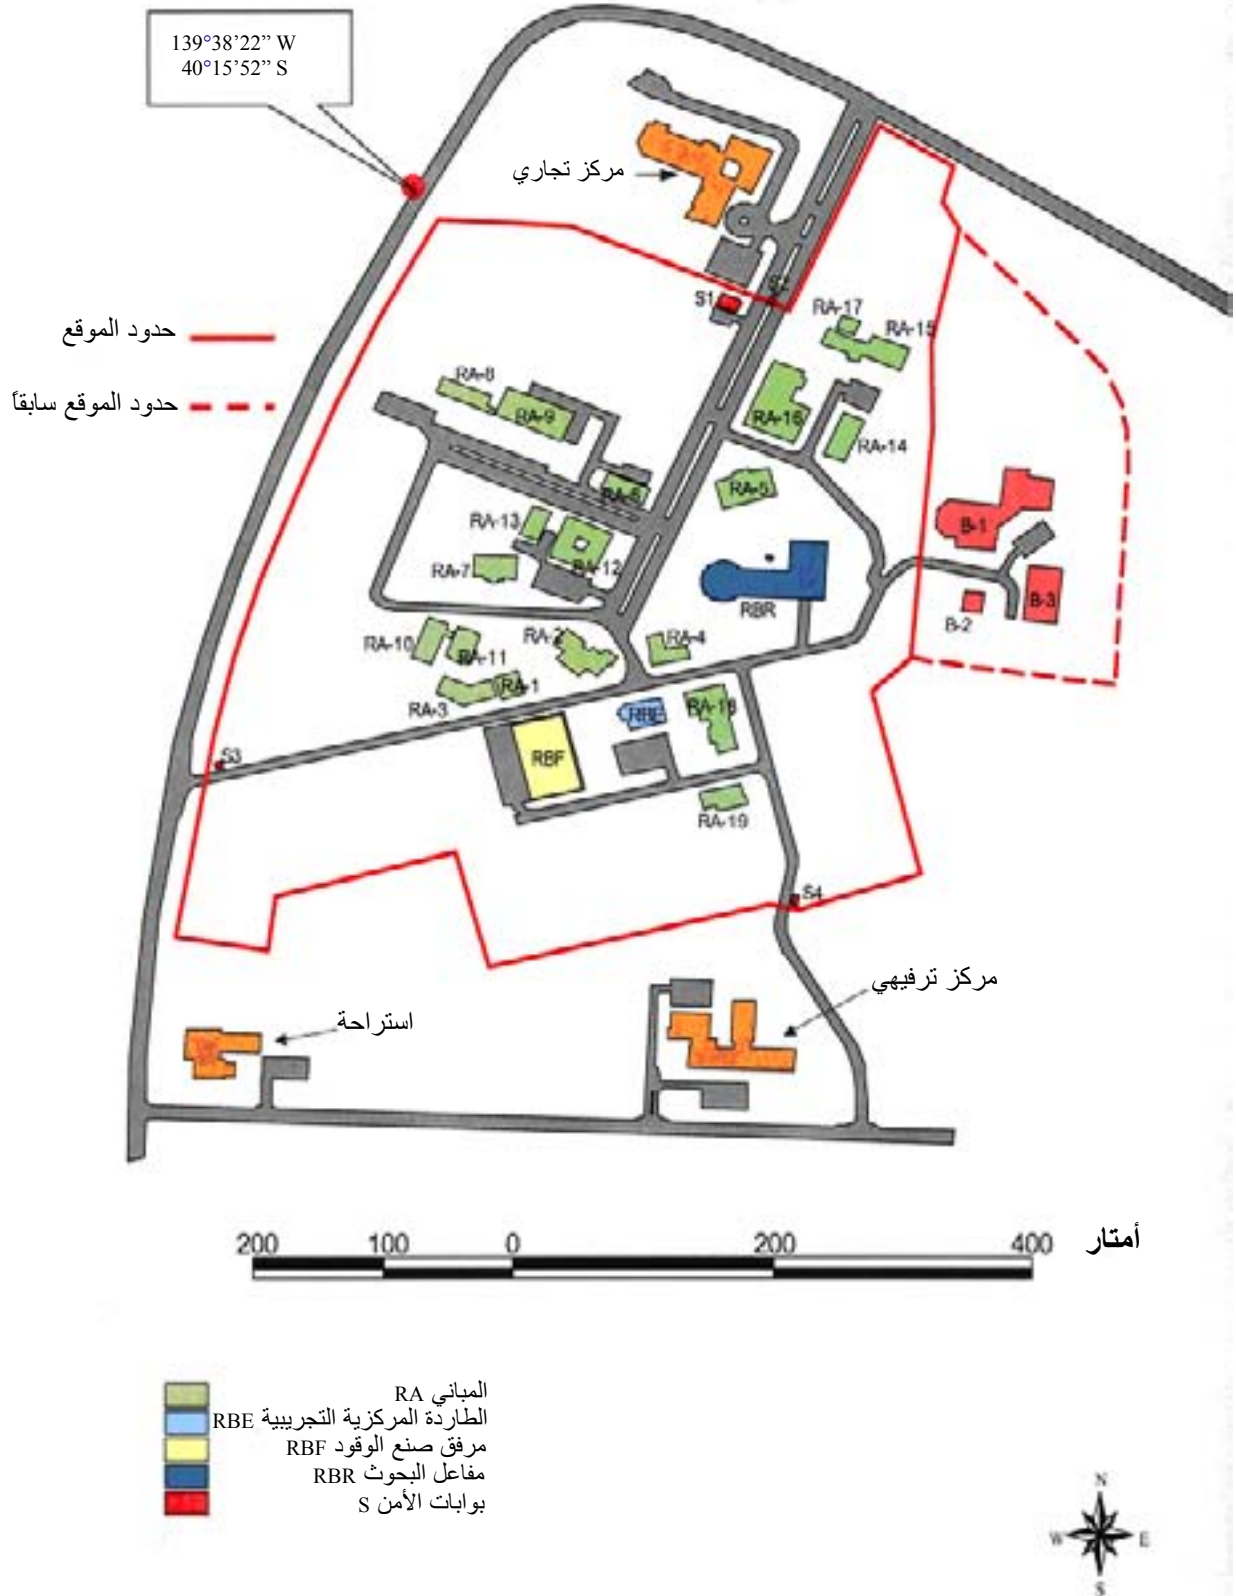 139°38’22” W
40°15’52” S
مركز تجاري
S2
S1
حدود الموقع
حدود الموقع سابقاً
RA-17
RA-15
RA-8
RA-9
RA-16
RA-14
RA-6
RA-5
RA-13
RA-12
RA-7
B-1
B-3
B-2
RBR
RA-10
RA-11
RA-2
RA-4
RA-1
RA-3
RBE
RA-18
S3
RBF
RA-19
S4
مركز ترفيهي
استراحة
200 100 0 200 400 أمتار
المباني RA
الطاردة المركزية التجريبية RBE
مرفق صنع الوقود RBF
مفاعل البحوث RBR
بوابات الأمن S
N
W E
S